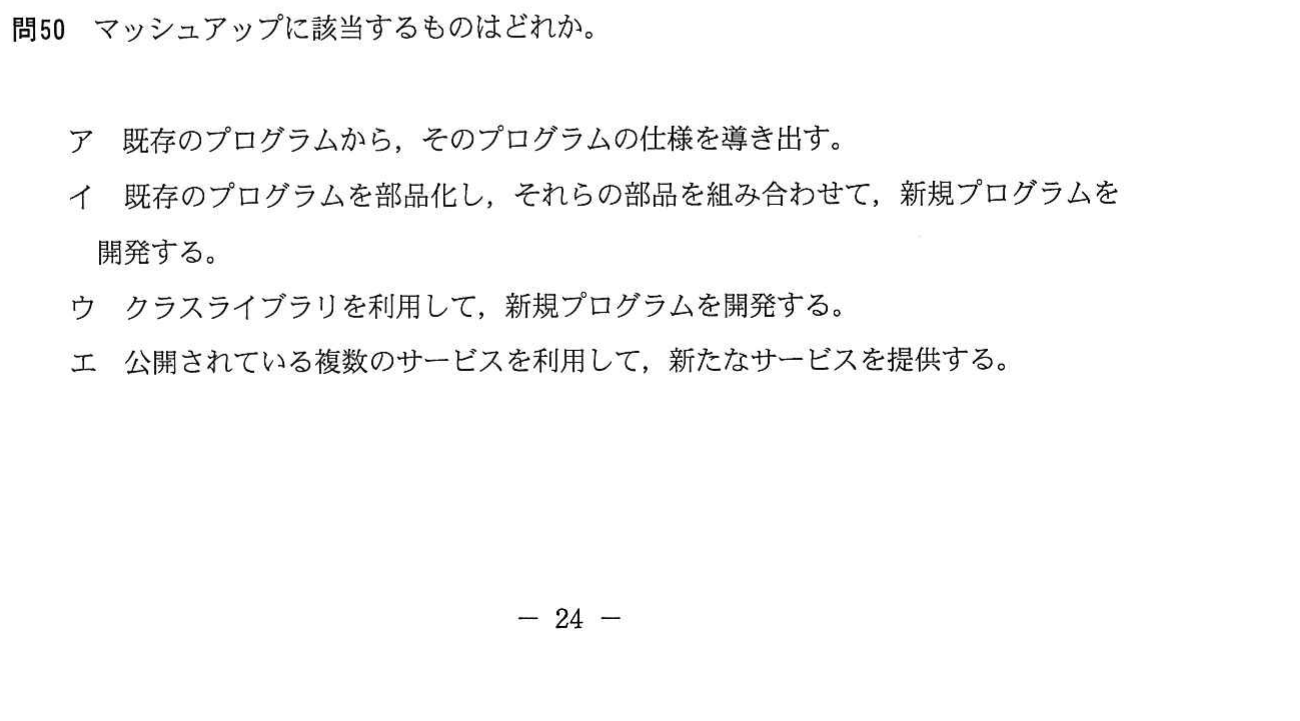 問50 マッシュアップに該当するものはどれか。
ア 既存のプログラムから，そのプログラムの仕様を導き出す。
イ 既存のプログラムを部品化し，それらの部品を組み合わせて，新規プログラムを
開発する。
ウ クラスライブラリを利用して，新規プログラムを開発する。
エ 公開されている複数のサービスを利用して，新たなサービスを提供する。
－ 24 －